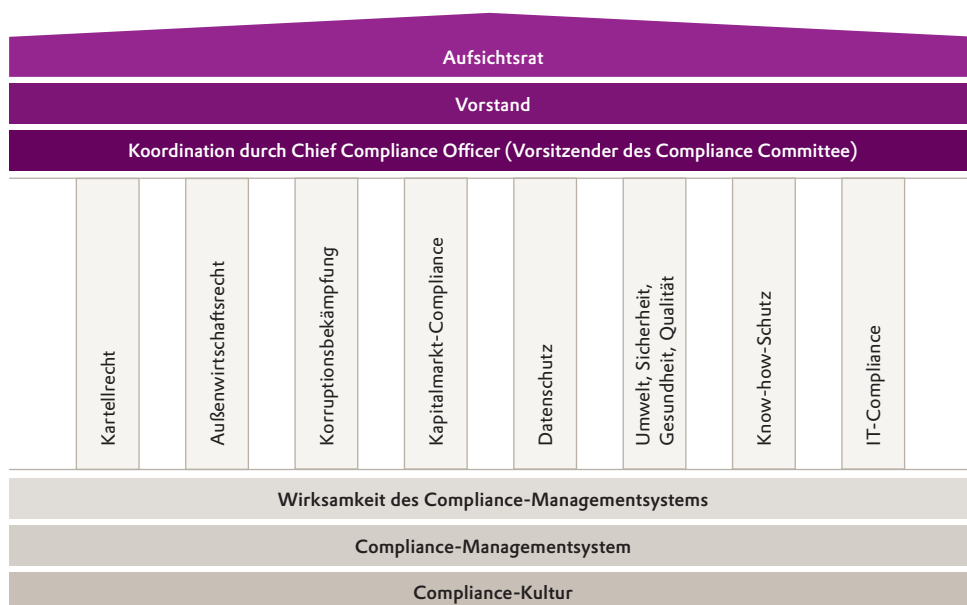 Aufsichtsrat
Vorstand
Koordination durch Chief Compliance Officer (Vorsitzender des Compliance Committee)
Kartellrecht
Außenwirtschaftsrecht
Korruptionsbekämpfung
Kapitalmarkt-Compliance
Datenschutz
Umwelt, Sicherheit,
Gesundheit, Qualität
Know-how-Schutz
IT-Compliance
Wirksamkeit des Compliance-Managementsystems
Compliance-Managementsystem
Compliance-Kultur